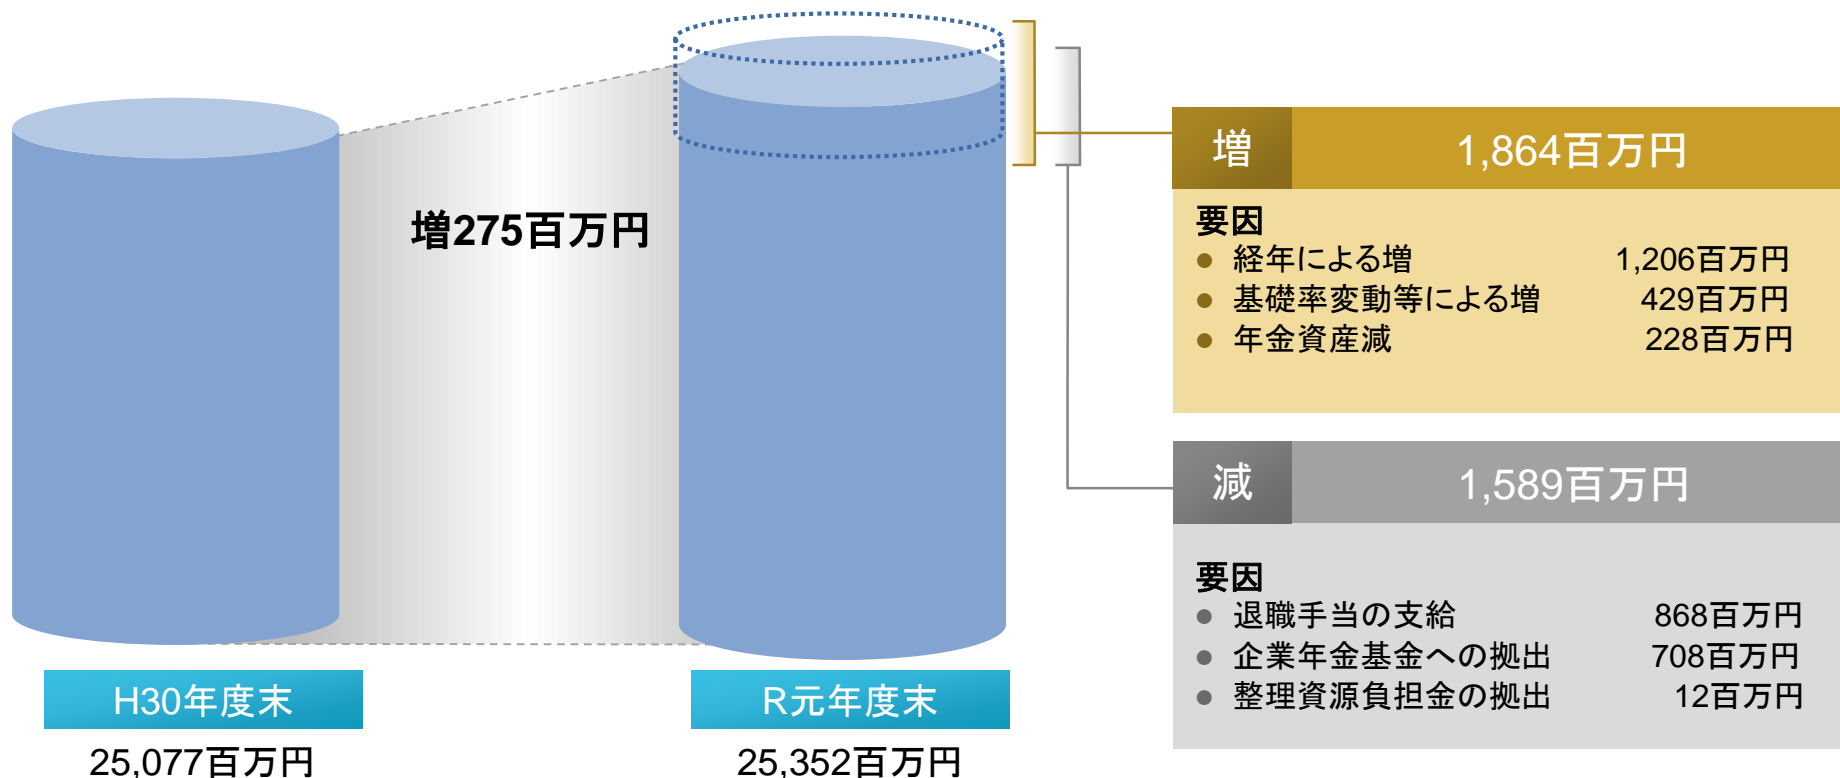 増275百万円
H30年度末
25,077百万円
R元年度末
25,352百万円
増 1,864百万円
要因
● 経年による増 1,206百万円
● 基礎率変動等による増 429百万円
● 年金資産減 228百万円
減 1,589百万円
要因
● 退職手当の支給 868百万円
● 企業年金基金への拠出 708百万円
● 整理資源負担金の拠出 12百万円